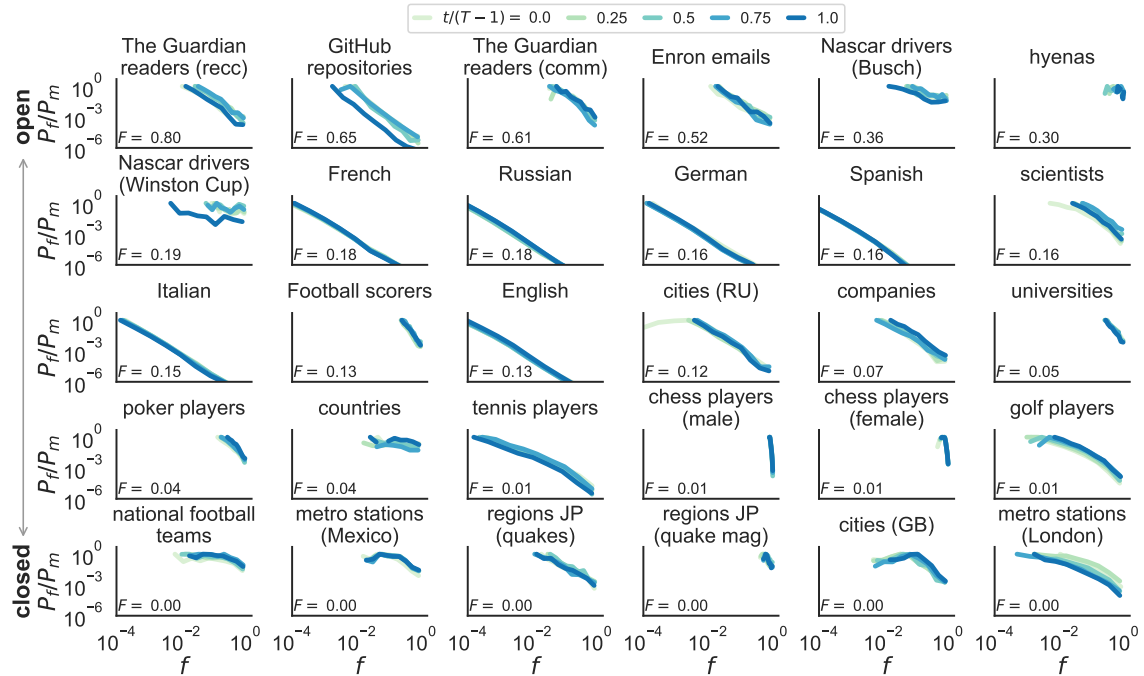 t/(T − 1) = 0.0 0.25 0.5 0.75 1.0
The Guardian
readers (recc)
GitHub
repositories
The Guardian
readers (comm)
Enron emails
Nascar drivers
(Busch)
hyenas
open
P_f/P_m
10^0
10^−3
10^−6
F = 0.80
F = 0.65
F = 0.61
F = 0.52
F = 0.36
F = 0.30
Nascar drivers
(Winston Cup)
French
Russian
German
Spanish
scientists
P_f/P_m
10^0
10^−3
10^−6
F = 0.19
F = 0.18
F = 0.18
F = 0.16
F = 0.16
F = 0.16
Italian
Football scorers
English
cities (RU)
companies
universities
P_f/P_m
10^0
10^−3
10^−6
F = 0.15
F = 0.13
F = 0.13
F = 0.12
F = 0.07
F = 0.05
poker players
countries
tennis players
chess players
(male)
chess players
(female)
golf players
P_f/P_m
10^0
10^−3
10^−6
F = 0.04
F = 0.04
F = 0.01
F = 0.01
F = 0.01
F = 0.01
national football
teams
metro stations
(Mexico)
regions JP
(quakes)
regions JP
(quake mag)
cities (GB)
metro stations
(London)
closed
P_f/P_m
10^0
10^−3
10^−6
F = 0.00
F = 0.00
F = 0.00
F = 0.00
F = 0.00
F = 0.00
10^−4 10^−2 10^0
10^−4 10^−2 10^0
10^−4 10^−2 10^0
10^−4 10^−2 10^0
10^−4 10^−2 10^0
10^−4 10^−2 10^0
f f f f f f